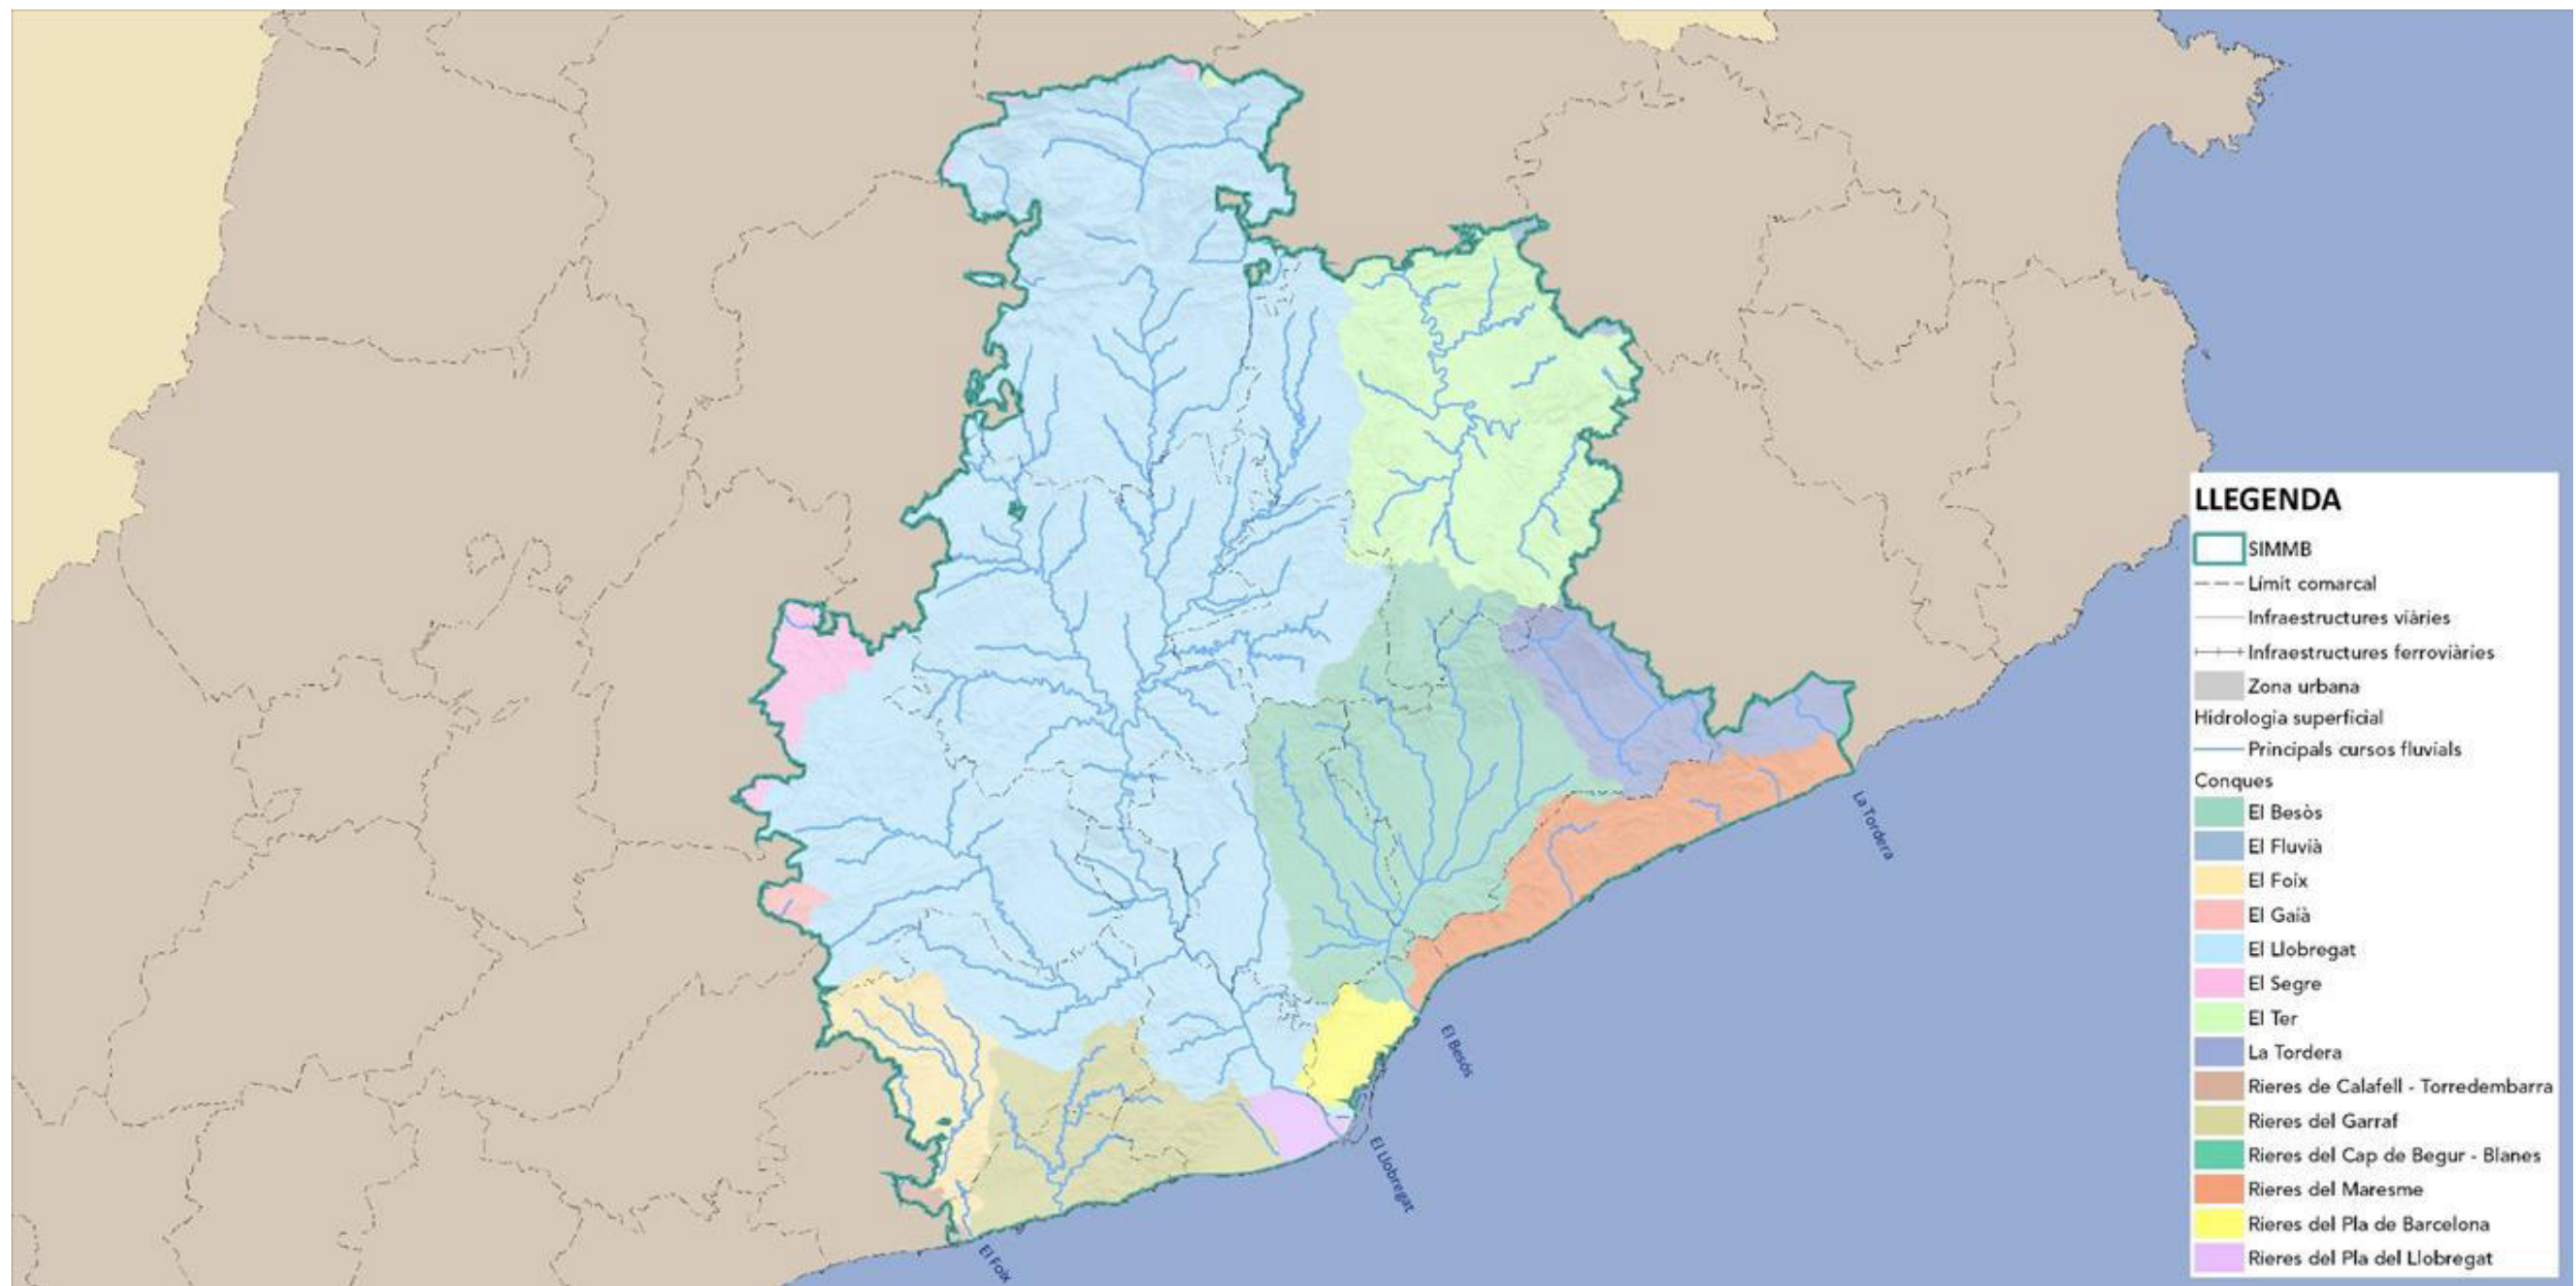 LLEGENDA
SIMMB
Límit comarcal
Infraestructures viàries
Infraestructures ferroviàries
Zona urbana
Hidrologia superficial
Principals cursos fluvials
Conques
El Besòs
El Fluvià
El Foix
El Gaià
El Llobregat
El Segre
El Ter
La Tordera
Rieres de Calafell - Torredembarra
Rieres del Garraf
Rieres del Cap de Begur - Blanes
Rieres del Maresme
Rieres del Pla de Barcelona
Rieres del Pla del Llobregat
La Tordera
El Besòs
El Llobregat
El Foix